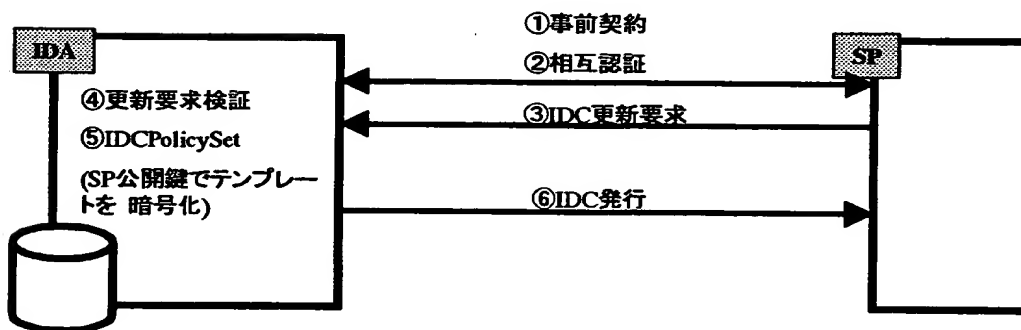 ①事前契約
IDA
SP
②相互認証
④更新要求検証
③IDC更新要求
⑤IDCPolicySet
(SP公開鍵でテンプレー
トを 暗号化)
⑥IDC発行